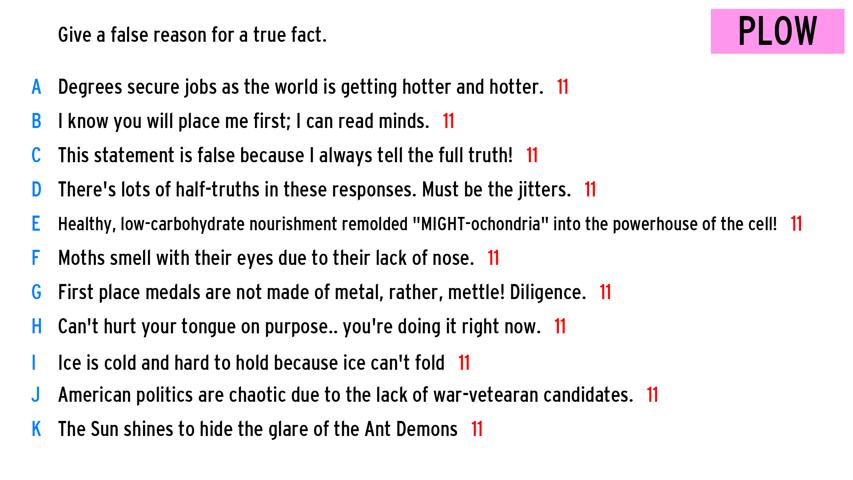 Give a false reason for a true fact.
PLOW
A Degrees secure jobs as the world is getting hotter and hotter. 11
B I know you will place me first; I can read minds. 11
C This statement is false because I always tell the full truth! 11
D There's lots of half-truths in these responses. Must be the jitters. 11
E Healthy, low-carbohydrate nourishment remolded "MIGHT-ochondria" into the powerhouse of the cell! 11
F Moths smell with their eyes due to their lack of nose. 11
G First place medals are not made of metal, rather, mettle! Diligence. 11
H Can't hurt your tongue on purpose.. you're doing it right now. 11
I Ice is cold and hard to hold because ice can't fold 11
J American politics are chaotic due to the lack of war-vetearan candidates. 11
K The Sun shines to hide the glare of the Ant Demons 11